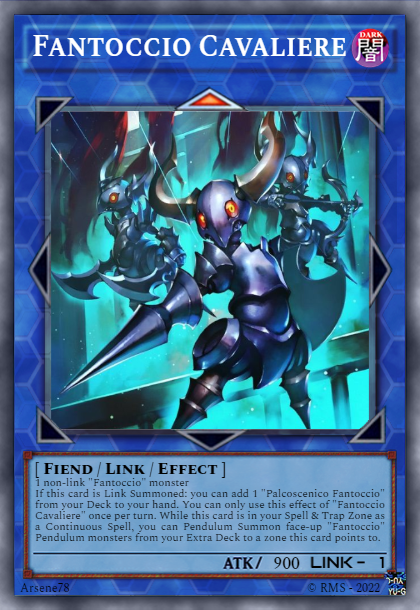 Fantoccio Cavaliere
DARK
闇
[ Fiend / Link / Effect ]
1 non-link "Fantoccio" monster
If this card is Link Summoned: you can add 1 "Palcoscenico Fantoccio"
from your Deck to your hand. You can only use this effect of "Fantoccio
Cavaliere" once per turn. While this card is in your Spell & Trap Zone as
a Continuous Spell, you can Pendulum Summon face-up "Fantoccio"
Pendulum monsters from your Extra Deck to a zone this card points to.
ATK/ 900 LINK - 1
Arsene78 © RMS - 2022